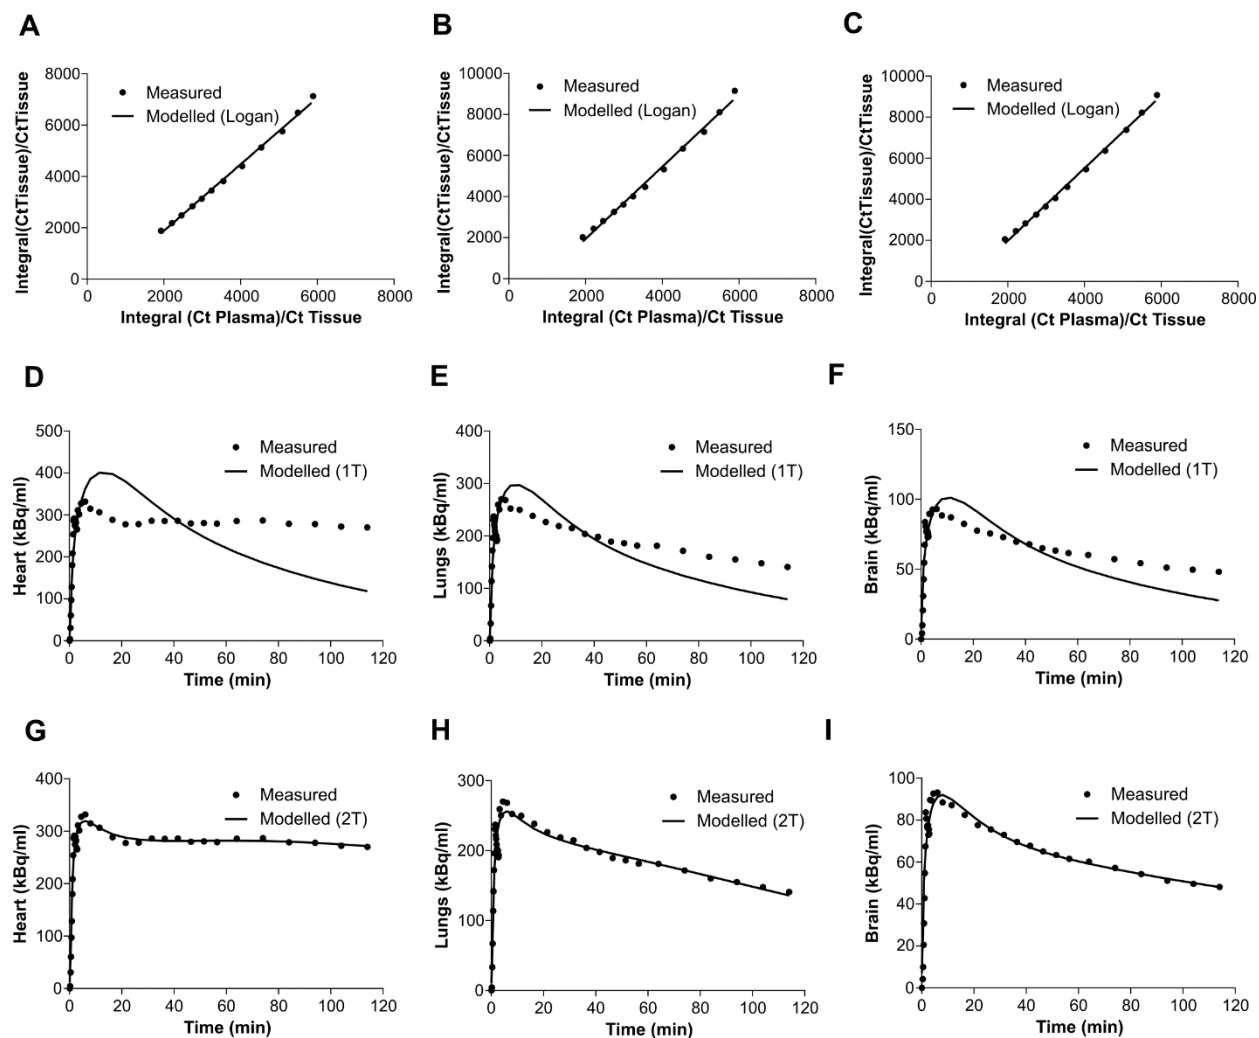 A
Integral(CtTissue)/CtTissue
8000
6000
4000
2000
0
Measured
Modelled (Logan)
0 2000 4000 6000 8000
Integral (Ct Plasma)/Ct Tissue
B
Integral(CtTissue)/CtTissue
10000
8000
6000
4000
2000
0
Measured
Modelled (Logan)
0 2000 4000 6000 8000
Integral (Ct Plasma)/Ct Tissue
C
Integral(CtTissue)/CtTissue
10000
8000
6000
4000
2000
0
Measured
Modelled (Logan)
0 2000 4000 6000 8000
Integral (Ct Plasma)/Ct Tissue
D
Heart (kBq/ml)
500
400
300
200
100
0
Measured
Modelled (1T)
0 20 40 60 80 100 120
Time (min)
E
Lungs (kBq/ml)
400
300
200
100
0
Measured
Modelled (1T)
0 20 40 60 80 100 120
Time (min)
F
Brain (kBq/ml)
150
100
50
0
Measured
Modelled (1T)
0 20 40 60 80 100 120
Time (min)
G
Heart (kBq/ml)
400
300
200
100
0
Measured
Modelled (2T)
0 20 40 60 80 100 120
Time (min)
H
Lungs (kBq/ml)
300
200
100
0
Measured
Modelled (2T)
0 20 40 60 80 100 120
Time (min)
I
Brain (kBq/ml)
100
80
60
40
20
0
Measured
Modelled (2T)
0 20 40 60 80 100 120
Time (min)